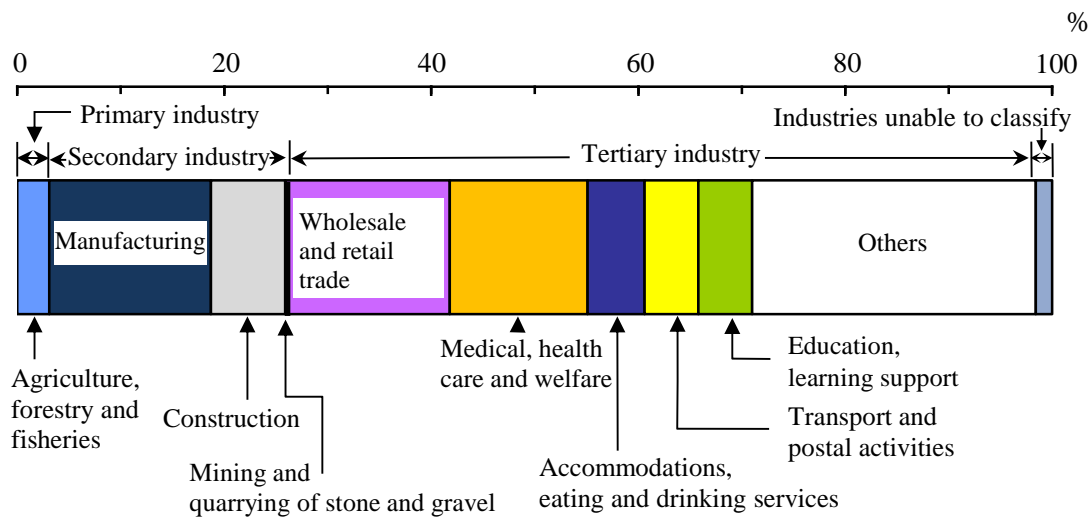 %
0 20 40 60 80 100
Primary industry
Industries unable to classify
Secondary industry
Tertiary industry
Manufacturing
Wholesale
and retail
trade
Others
Agriculture,
forestry and
fisheries
Construction
Mining and
quarrying of stone and gravel
Medical, health
care and welfare
Accommodations,
eating and drinking services
Transport and
postal activities
Education,
learning support